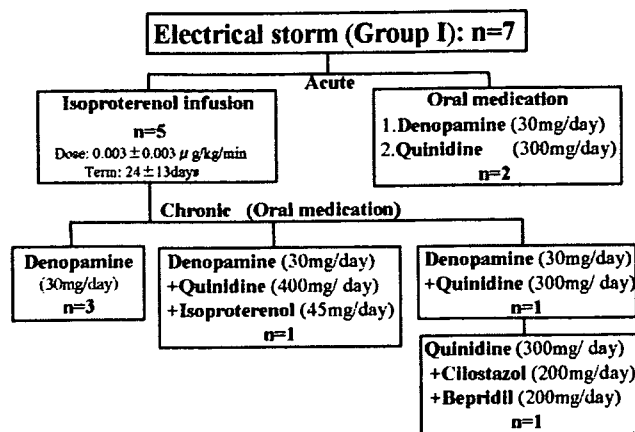 Electrical storm (Group I): n=7
Acute
Isoproterenol infusion
n=5
Dose: 0.003±0.003 μ g/kg/min
Term: 24±13days
Oral medication
1.Denopamine (30mg/day)
2.Quinidine (300mg/day)
n=2
Chronic (Oral medication)
Denopamine
(30mg/day)
n=3
Denopamine (30mg/day)
+Quinidine (400mg/ day)
+Isoproterenol (45mg/day)
n=1
Denopamine (30mg/day)
+Quinidine (300mg/day)
n=1
Quinidine (300mg/ day)
+Cilostazol (200mg/day)
+Bepridil (200mg/day)
n=1